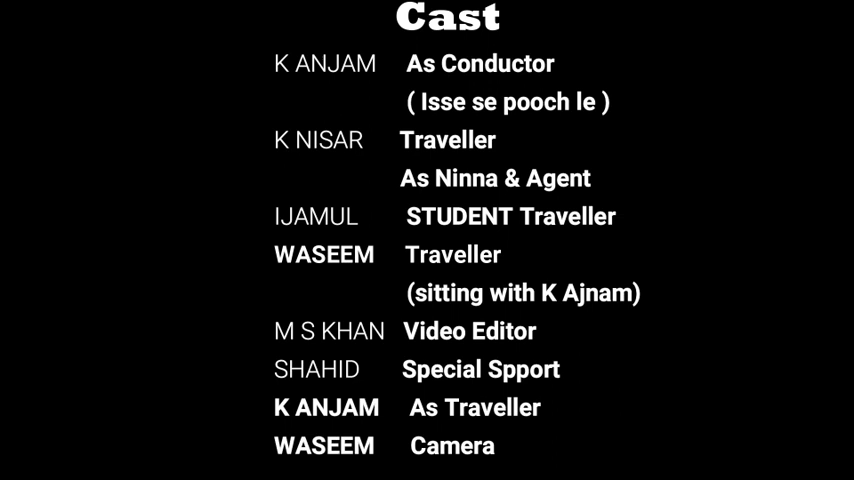 Cast
K ANJAM As Conductor
( Isse se pooch le )
K NISAR Traveller
As Ninna & Agent
IJAMUL STUDENT Traveller
WASEEM Traveller
(sitting with K Ajnam)
M S KHAN Video Editor
SHAHID Special Spport
K ANJAM As Traveller
WASEEM Camera